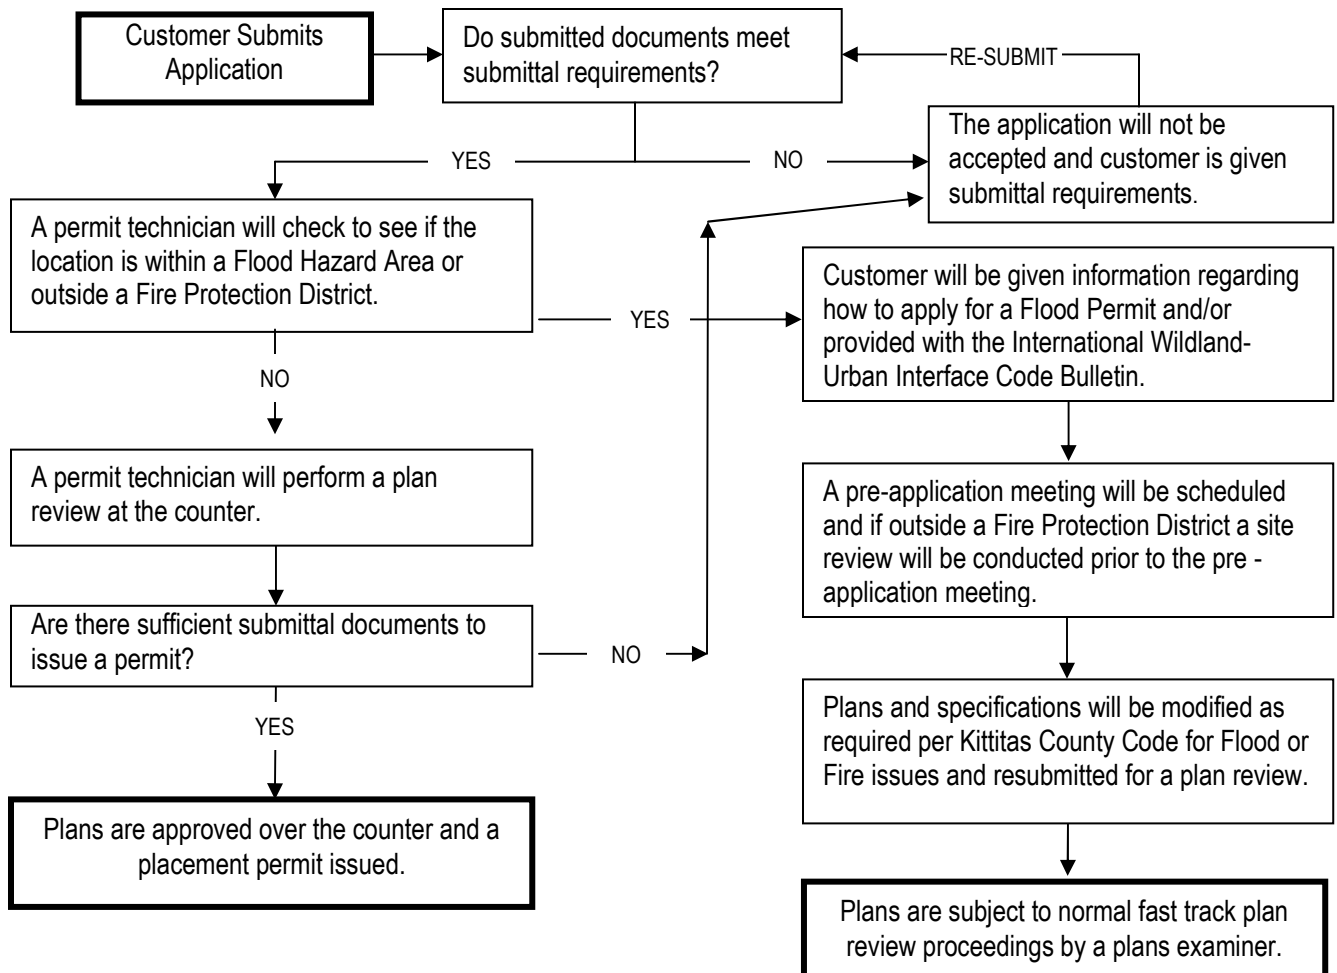 Customer Submits
Application
Do submitted documents meet
submittal requirements?
RE-SUBMIT
The application will not be
accepted and customer is given
submittal requirements.
YES
NO
A permit technician will check to see if the
location is within a Flood Hazard Area or
outside a Fire Protection District.
YES
Customer will be given information regarding
how to apply for a Flood Permit and/or
provided with the International Wildland-
Urban Interface Code Bulletin.
NO
A permit technician will perform a plan
review at the counter.
A pre-application meeting will be scheduled
and if outside a Fire Protection District a site
review will be conducted prior to the pre -
application meeting.
Are there sufficient submittal documents to
issue a permit?
NO
YES
Plans and specifications will be modified as
required per Kittitas County Code for Flood or
Fire issues and resubmitted for a plan review.
Plans are approved over the counter and a
placement permit issued.
Plans are subject to normal fast track plan
review proceedings by a plans examiner.